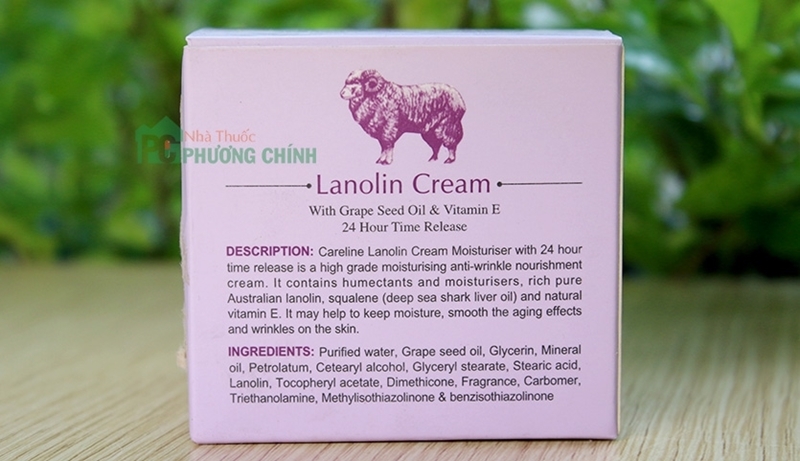 Nhà Thuốc
PC PHƯƠNG CHÍNH
Lanolin Cream
With Grape Seed Oil & Vitamin E
24 Hour Time Release
DESCRIPTION: Careline Lanolin Cream Moisturiser with 24 hour
time release is a high grade moisturising anti-wrinkle nourishment
cream. It contains humectants and moisturisers, rich pure
Australian lanolin, squalene (deep sea shark liver oil) and natural
vitamin E. It may help to keep moisture, smooth the aging effects
and wrinkles on the skin.
INGREDIENTS: Purified water, Grape seed oil, Glycerin, Mineral
oil, Petrolatum, Cetearyl alcohol, Glyceryl stearate, Stearic acid,
Lanolin, Tocopheryl acetate, Dimethicone, Fragrance, Carbomer,
Triethanolamine, Methylisothiazolinone & benzisothiazolinone